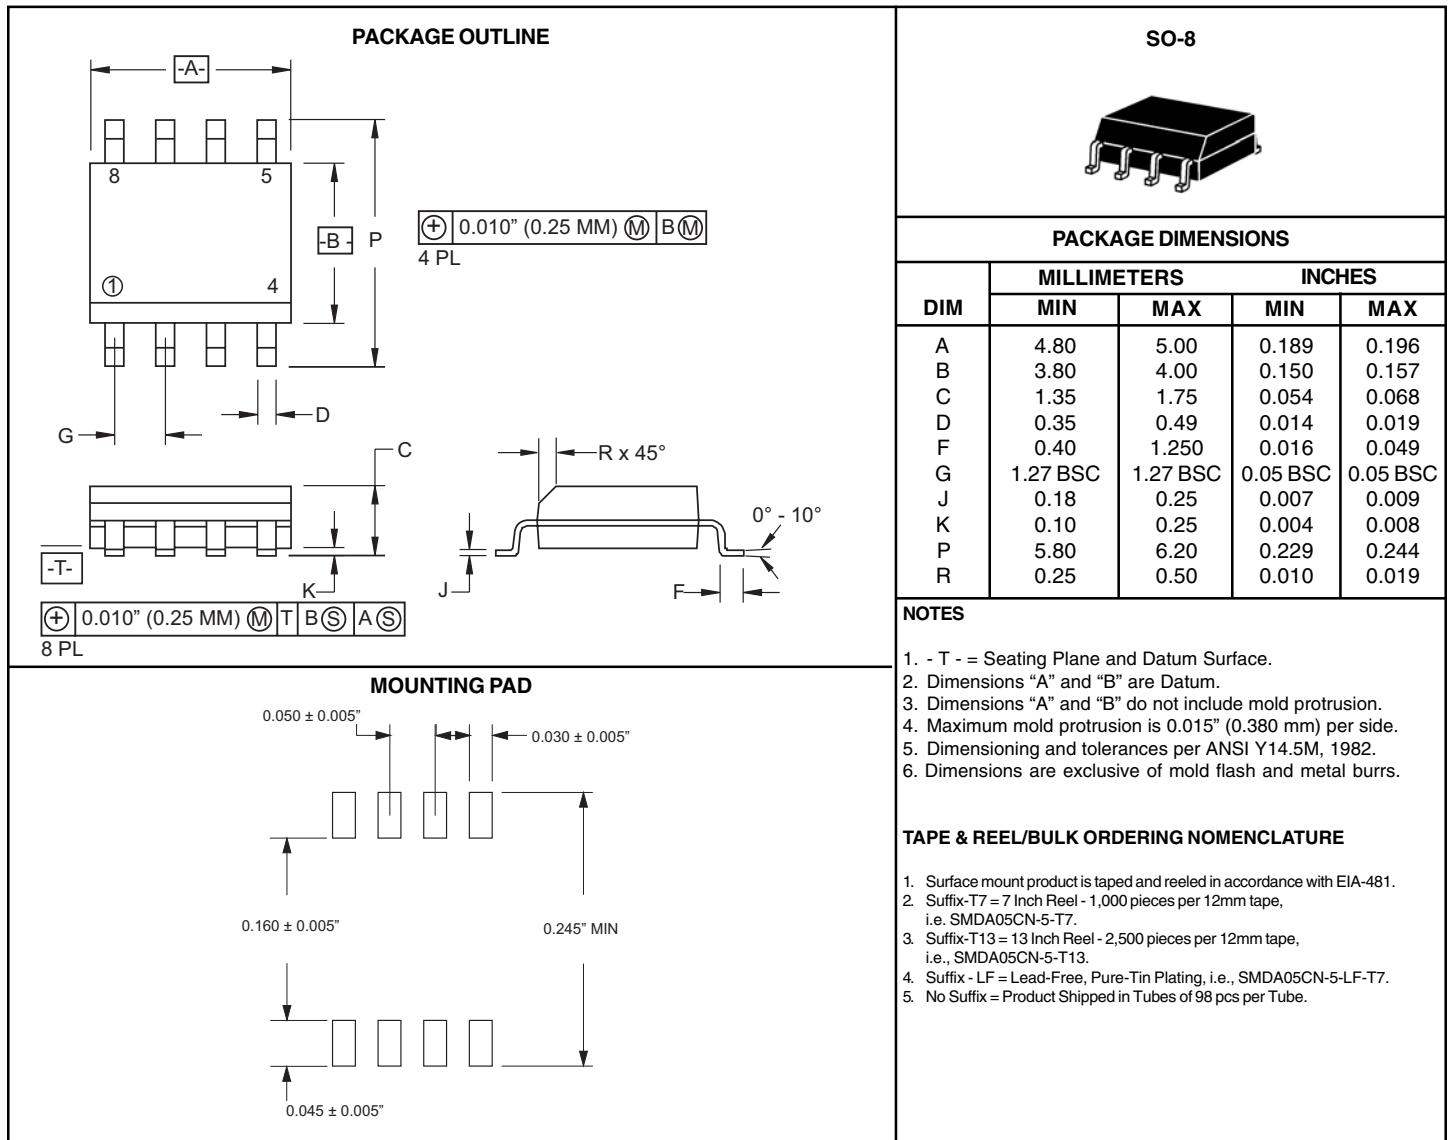 PACKAGE OUTLINE
-A-
8 5
-B-
P
1 4
⊕ 0.010” (0.25 MM) Ⓜ B Ⓜ
4 PL
D
G
C
-T-
K
⊕ 0.010” (0.25 MM) Ⓜ T B Ⓢ A Ⓢ
8 PL
R x 45°
0° - 10°
J
F
MOUNTING PAD
0.050 ± 0.005”
0.030 ± 0.005”
0.160 ± 0.005”
0.245” MIN
0.045 ± 0.005”
SO-8
PACKAGE DIMENSIONS
MILLIMETERS INCHES
DIM MIN MAX MIN MAX
A 4.80 5.00 0.189 0.196
B 3.80 4.00 0.150 0.157
C 1.35 1.75 0.054 0.068
D 0.35 0.49 0.014 0.019
F 0.40 1.250 0.016 0.049
G 1.27 BSC 1.27 BSC 0.05 BSC 0.05 BSC
J 0.18 0.25 0.007 0.009
K 0.10 0.25 0.004 0.008
P 5.80 6.20 0.229 0.244
R 0.25 0.50 0.010 0.019
NOTES
1. - T - = Seating Plane and Datum Surface.
2. Dimensions “A” and “B” are Datum.
3. Dimensions “A” and “B” do not include mold protrusion.
4. Maximum mold protrusion is 0.015” (0.380 mm) per side.
5. Dimensioning and tolerances per ANSI Y14.5M, 1982.
6. Dimensions are exclusive of mold flash and metal burrs.
TAPE & REEL/BULK ORDERING NOMENCLATURE
1. Surface mount product is taped and reeled in accordance with EIA-481.
2. Suffix-T7 = 7 Inch Reel - 1,000 pieces per 12mm tape,
i.e. SMDA05CN-5-T7.
3. Suffix-T13 = 13 Inch Reel - 2,500 pieces per 12mm tape,
i.e., SMDA05CN-5-T13.
4. Suffix - LF = Lead-Free, Pure-Tin Plating, i.e., SMDA05CN-5-LF-T7.
5. No Suffix = Product Shipped in Tubes of 98 pcs per Tube.